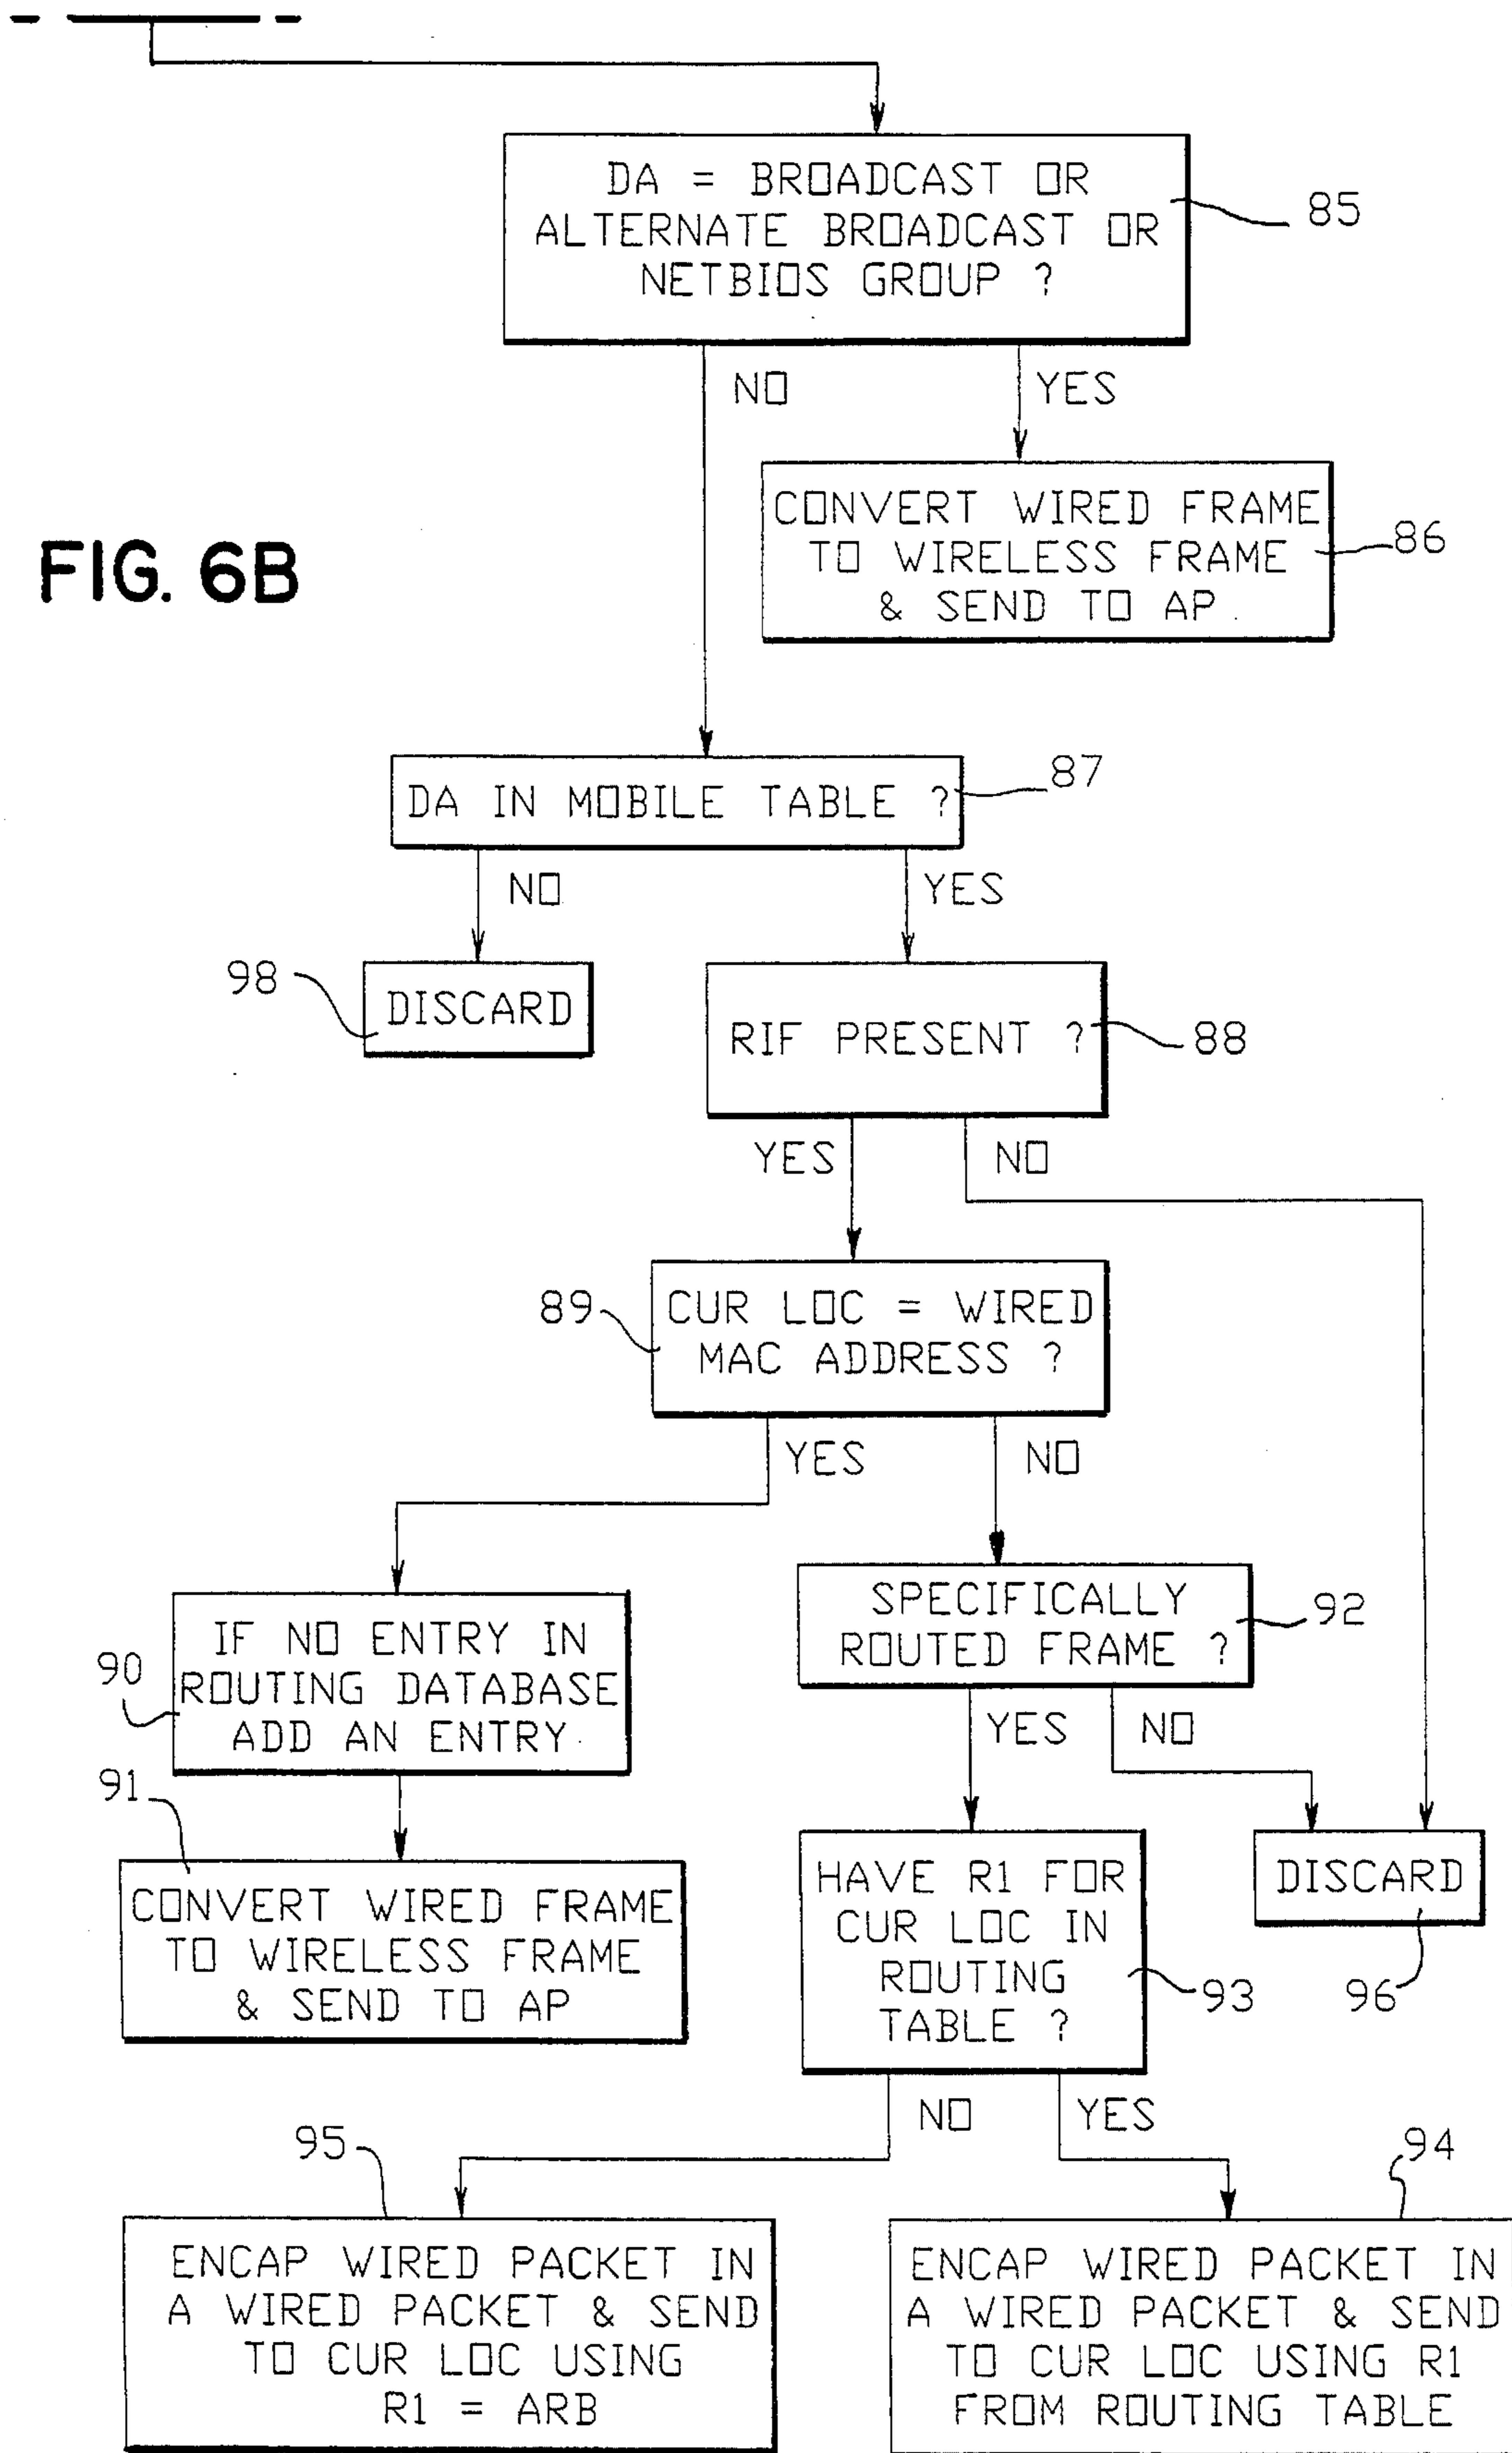 DA = BROADCAST OR
ALTERNATE BROADCAST OR
NETBIOS GROUP ?
85
NO
YES
CONVERT WIRED FRAME
TO WIRELESS FRAME
& SEND TO AP
86
FIG. 6B
DA IN MOBILE TABLE ?
87
NO
YES
98
DISCARD
RIF PRESENT ?
88
YES
NO
89
CUR LOC = WIRED
MAC ADDRESS ?
YES
NO
90
IF NO ENTRY IN
ROUTING DATABASE
ADD AN ENTRY
SPECIFICALLY
ROUTED FRAME ?
92
YES
NO
91
CONVERT WIRED FRAME
TO WIRELESS FRAME
& SEND TO AP
HAVE R1 FOR
CUR LOC IN
ROUTING
TABLE ?
93
DISCARD
96
NO
YES
95
ENCAP WIRED PACKET IN
A WIRED PACKET & SEND
TO CUR LOC USING
R1 = ARB
94
ENCAP WIRED PACKET IN
A WIRED PACKET & SEND
TO CUR LOC USING R1
FROM ROUTING TABLE